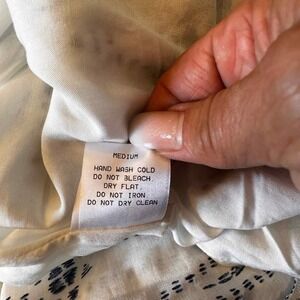 MEDIUM
HAND WASH COLD
DO NOT BLEACH.
DRY FLAT.
DO NOT IRON.
DO NOT DRY CLEAN